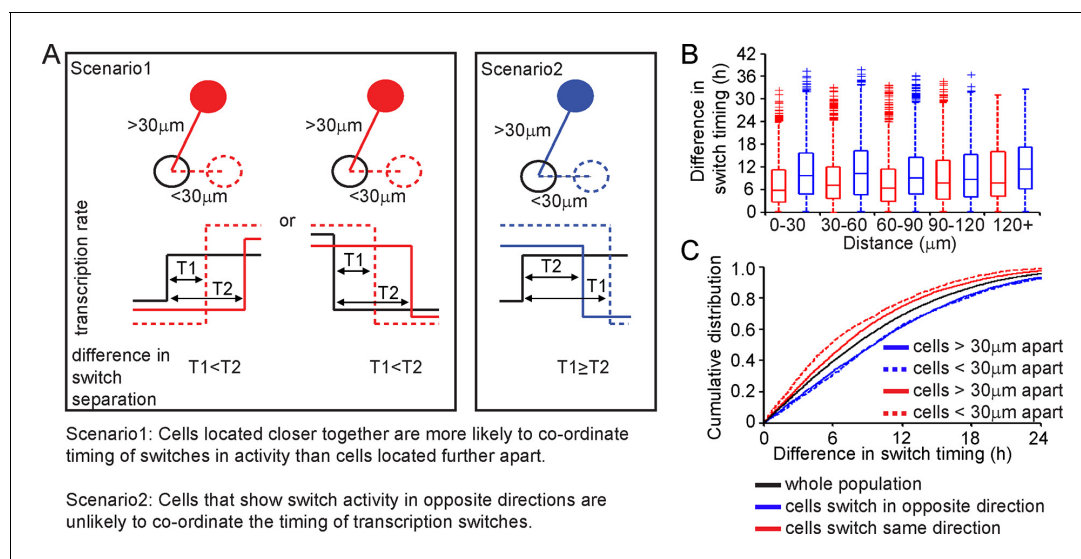 A
Scenario1
>30μm
<30μm
>30μm
<30μm
or
transcription rate
T1
T2
T1
T2
difference in
switch
separation
T1<T2
T1<T2
Scenario2
>30μm
<30μm
T2
T1
T1≥T2
Scenario1: Cells located closer together are more likely to co-ordinate
timing of switches in activity than cells located further apart.
Scenario2: Cells that show switch activity in opposite directions are
unlikely to co-ordinate the timing of transcription switches.
B
Difference in
switch timing (h)
42
36
30
24
18
12
6
0
0-30 30-60 60-90 90-120 120+
Distance (μm)
C
Cumulative distribution
1.0
0.8
0.6
0.4
0.2
0
0 6 12 18 24
Difference in switch timing (h)
cells > 30μm apart
cells < 30μm apart
cells > 30μm apart
cells < 30μm apart
whole population
cells switch in opposite direction
cells switch same direction